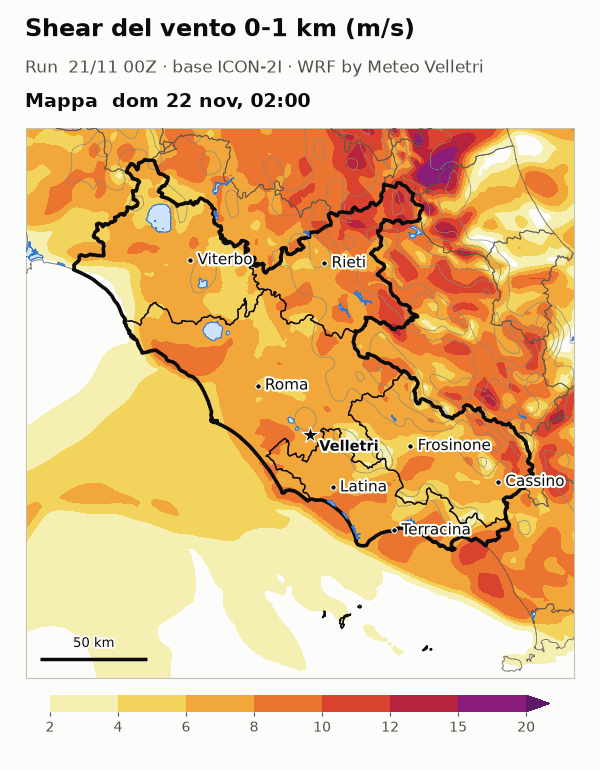 Shear del vento 0-1 km (m/s)
Run  21/11 00Z · base ICON-2I · WRF by Meteo Velletri
Mappa  dom 22 nov, 02:00
Viterbo
Rieti
Roma
Velletri
Frosinone
Latina
Cassino
Terracina
50 km
2 4 6 8 10 12 15 20